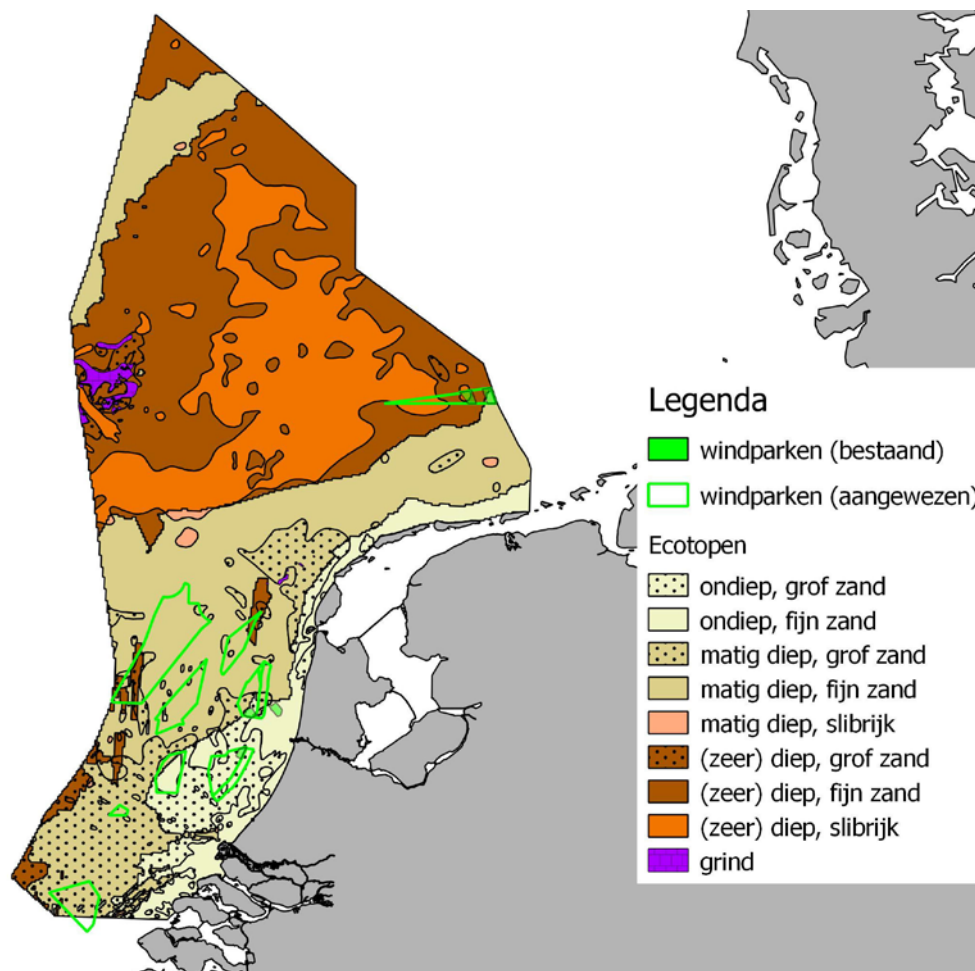 Legenda
windparken (bestaand)
windparken (aangewezen)
Ecotopen
ondiep, grof zand
ondiep, fijn zand
matig diep, grof zand
matig diep, fijn zand
matig diep, slibrijk
(zeer) diep, grof zand
(zeer) diep, fijn zand
(zeer) diep, slibrijk
grind